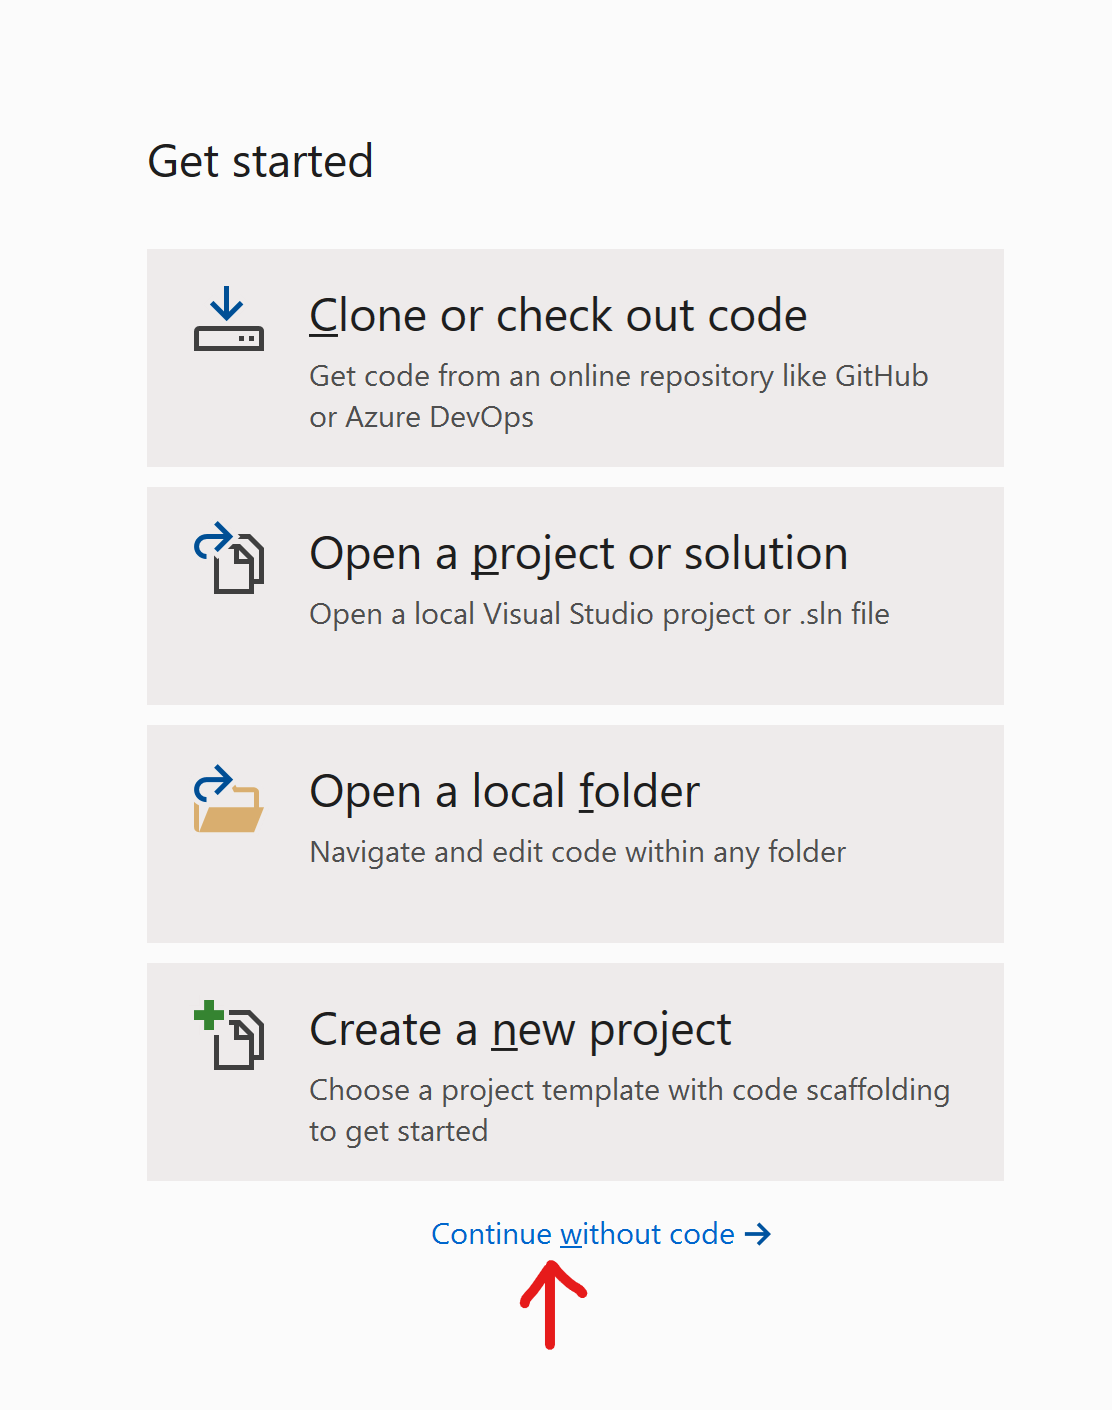 Get started
Clone or check out code
Get code from an online repository like GitHub
or Azure DevOps
Open a project or solution
Open a local Visual Studio project or .sln file
Open a local folder
Navigate and edit code within any folder
Create a new project
Choose a project template with code scaffolding
to get started
Continue without code →